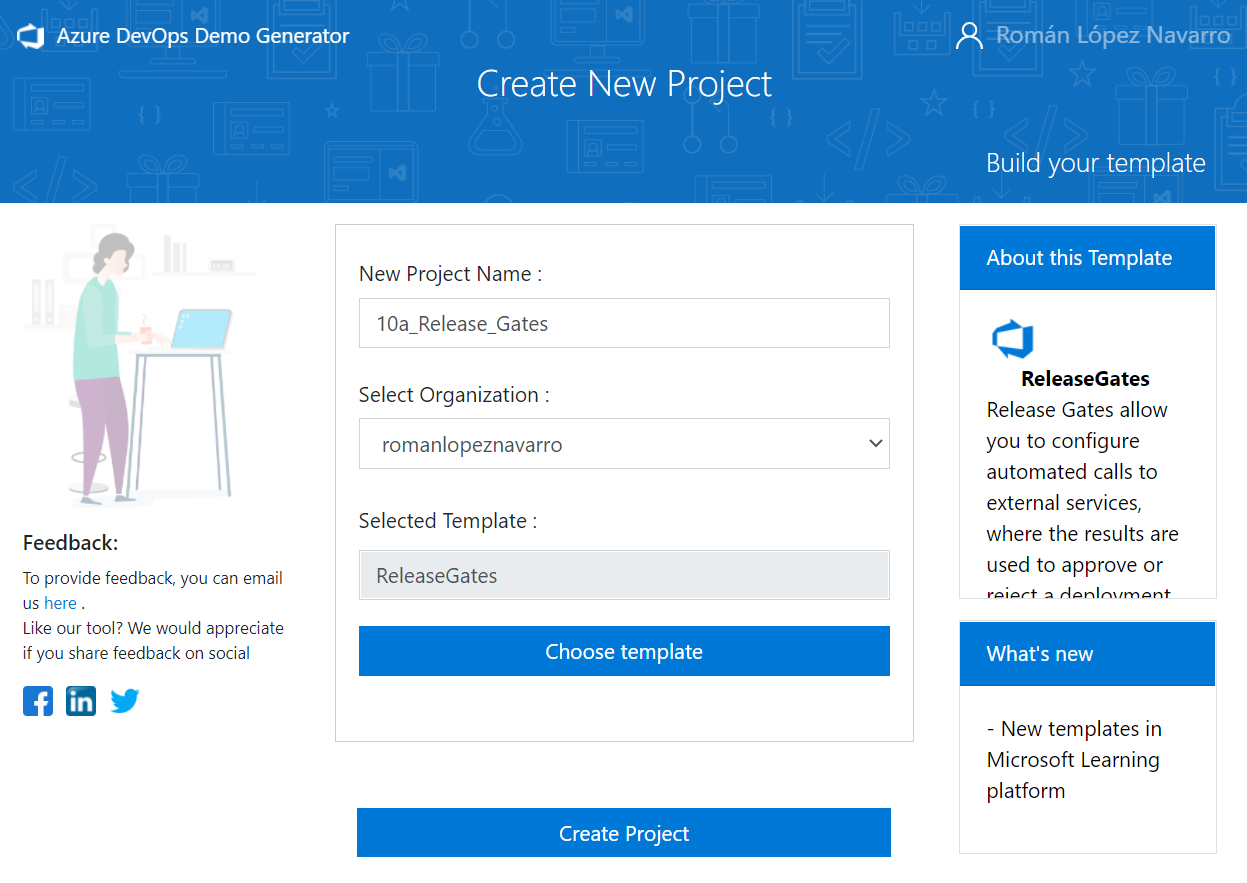 Azure DevOps Demo Generator
Román López Navarro
Create New Project
Build your template
Feedback:
To provide feedback, you can email
us here .
Like our tool? We would appreciate
if you share feedback on social
New Project Name :
10a_Release_Gates
Select Organization :
romanlopeznavarro
Selected Template :
ReleaseGates
Choose template
Create Project
About this Template
ReleaseGates
Release Gates allow
you to configure
automated calls to
external services,
where the results are
used to approve or
reject a deployment
What's new
- New templates in
Microsoft Learning
platform